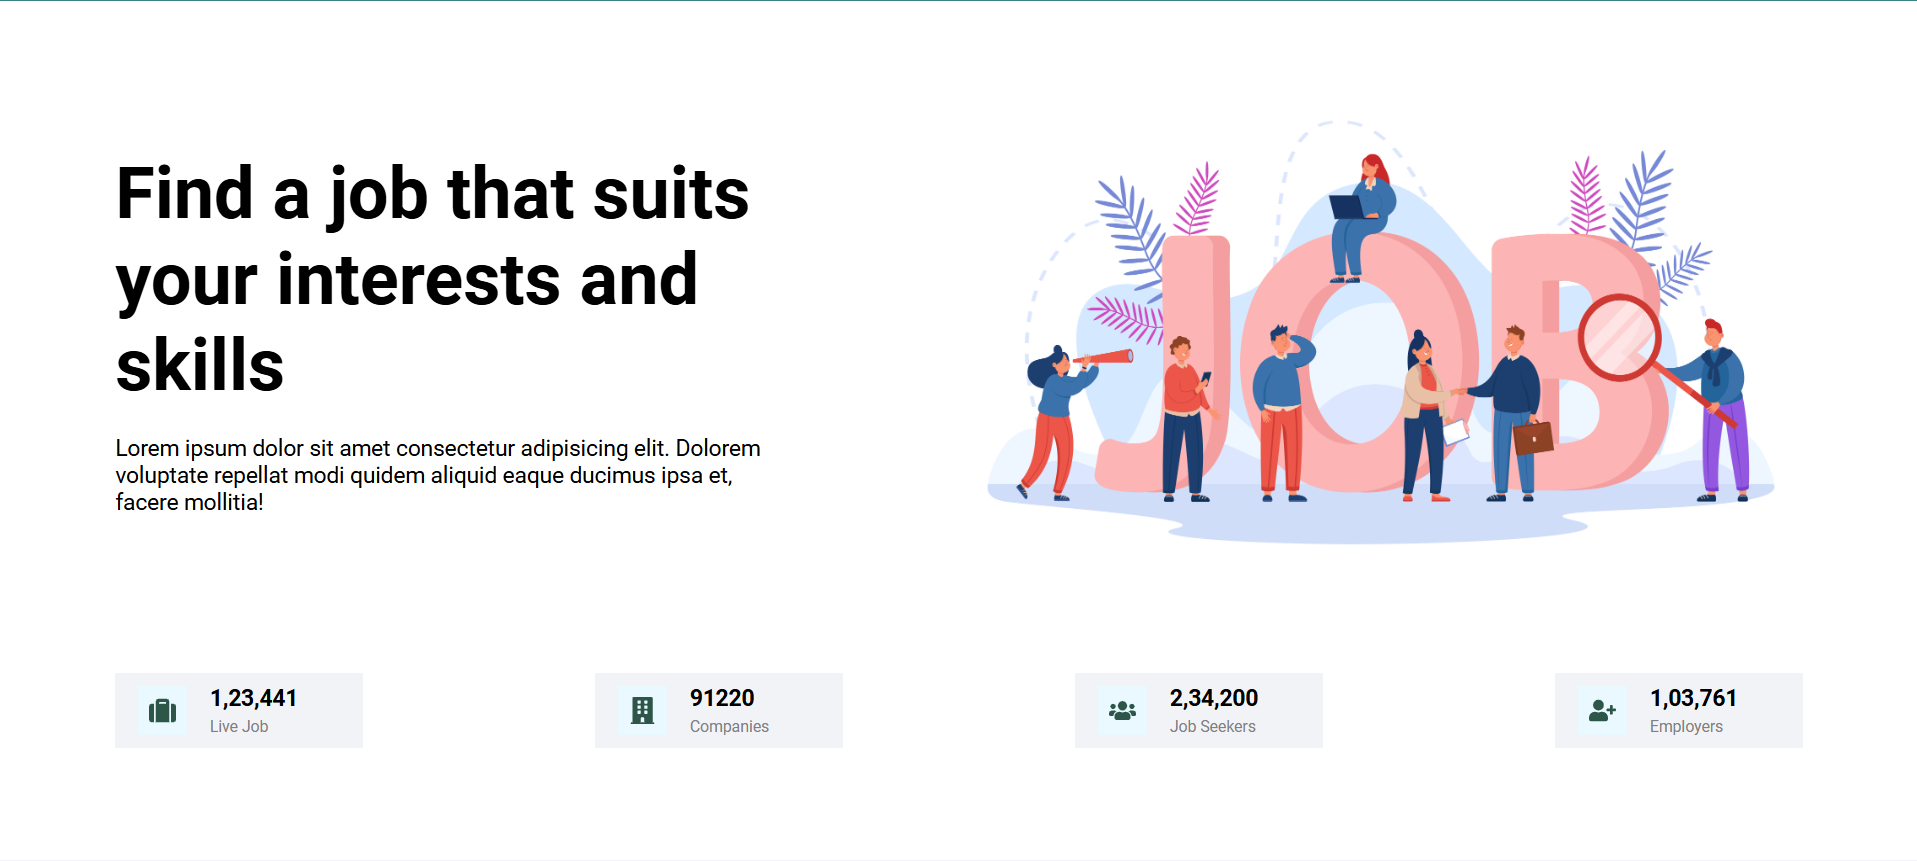 Find a job that suits
your interests and
skills
Lorem ipsum dolor sit amet consectetur adipisicing elit. Dolorem
voluptate repellat modi quidem aliquid eaque ducimus ipsa et,
facere mollitia!
JOB
1,23,441
Live Job
91220
Companies
2,34,200
Job Seekers
1,03,761
Employers